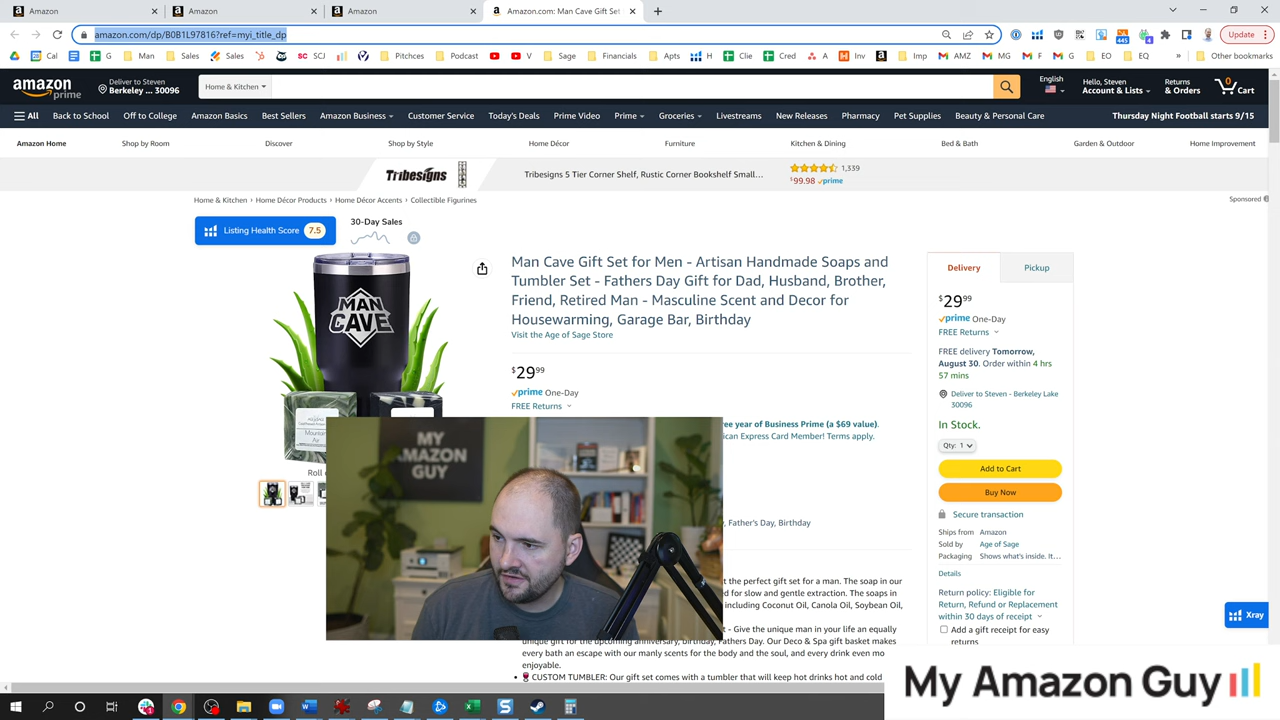 Amazon
Amazon
Amazon
Amazon.com: Man Cave Gift Set
amazon.com/dp/B0B1L97816?ref=myi_title_dp
Update
Cal
G
Man
Sales
Sales
SC SCJ
Pitchces
Podcast
V
Sage
Financials
Apts
H
Clie
Cred
A
Inv
Imp
AMZ
MG
F
G
EO
EQ
»
Other bookmarks
445
amazon
prime
Deliver to Steven
Berkeley ... 30096
Home & Kitchen
English
Hello, Steven
Account & Lists
Returns
& Orders
0
Cart
All
Back to School
Off to College
Amazon Basics
Best Sellers
Amazon Business
Customer Service
Today's Deals
Prime Video
Prime
Groceries
Livestreams
New Releases
Pharmacy
Pet Supplies
Beauty & Personal Care
Thursday Night Football starts 9/15
Amazon Home
Shop by Room
Discover
Shop by Style
Home Décor
Furniture
Kitchen & Dining
Bed & Bath
Garden & Outdoor
Home Improvement
Tribesigns
Tribesigns 5 Tier Corner Shelf, Rustic Corner Bookshelf Small...
1,339
$99.98 prime
Home & Kitchen › Home Décor Products › Home Décor Accents › Collectible Figurines
Sponsored
Listing Health Score 7.5
30-Day Sales
MAN
CAVE
Mountain
Air
Man Cave Gift Set for Men - Artisan Handmade Soaps and
Tumbler Set - Fathers Day Gift for Dad, Husband, Brother,
Friend, Retired Man - Masculine Scent and Decor for
Housewarming, Garage Bar, Birthday
Visit the Age of Sage Store
$29 99
prime One-Day
FREE Returns
ree year of Business Prime (a $69 value).
ican Express Card Member! Terms apply.
Roll
MY
AMAZON
GUY
, Father's Day, Birthday
t the perfect gift set for a man. The soap in our
d for slow and gentle extraction. The soaps in
including Coconut Oil, Canola Oil, Soybean Oil,
t - Give the unique man in your life an equally
unique gift for the upcoming anniversary, birthday, Fathers Day. Our Deco & Spa gift basket makes
every bath an escape with our manly scents for the body and the soul, and every drink even mo
enjoyable.
• CUSTOM TUMBLER: Our gift set comes with a tumbler that will keep hot drinks hot and cold
Delivery
Pickup
$29 99
prime One-Day
FREE Returns
FREE delivery Tomorrow,
August 30. Order within 4 hrs
57 mins
Deliver to Steven - Berkeley Lake
30096
In Stock.
Qty: 1
Add to Cart
Buy Now
Secure transaction
Ships from Amazon
Sold by Age of Sage
Packaging Shows what's inside. It...
Details
Return policy: Eligible for
Return, Refund or Replacement
within 30 days of receipt
Add a gift receipt for easy
returns
Xray
My Amazon Guy